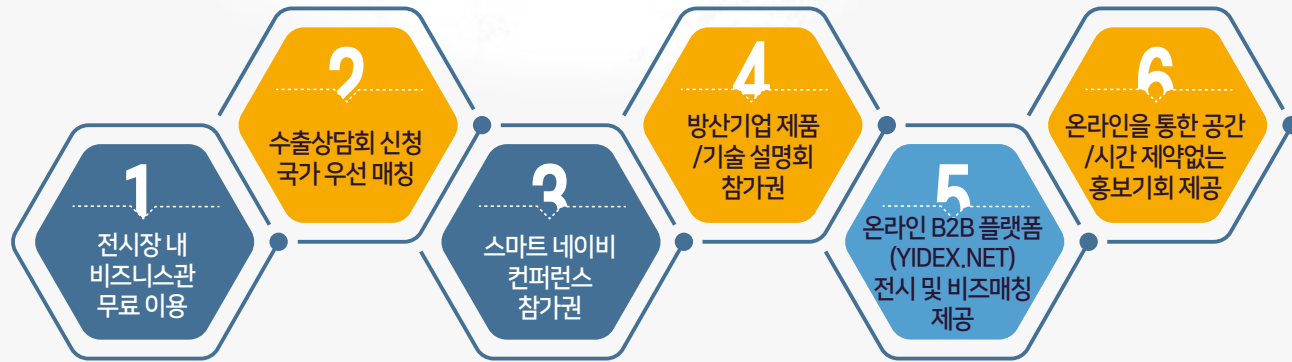 1
전시장 내
비즈니스관
무료 이용
2
수출상담회 신청
국가 우선 매칭
3
스마트 네이비
컨퍼런스
참가권
4
방산기업 제품
/기술 설명회
참가권
5
온라인 B2B 플랫폼
(YIDEX.NET)
전시 및 비즈매칭
제공
6
온라인을 통한 공간
/시간 제약없는
홍보기회 제공